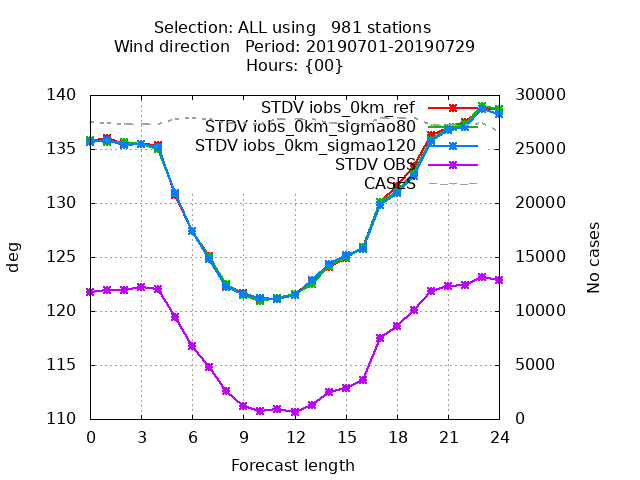 Selection: ALL using   981 stations
Wind direction   Period: 20190701-20190729
Hours: {00}
140
135
130
125
120
115
110
deg
30000
25000
20000
15000
10000
5000
0
No cases
STDV iobs_0km_ref
STDV iobs_0km_sigmao80
STDV iobs_0km_sigmao120
STDV OBS
CASES
0 3 6 9 12 15 18 21 24
Forecast length